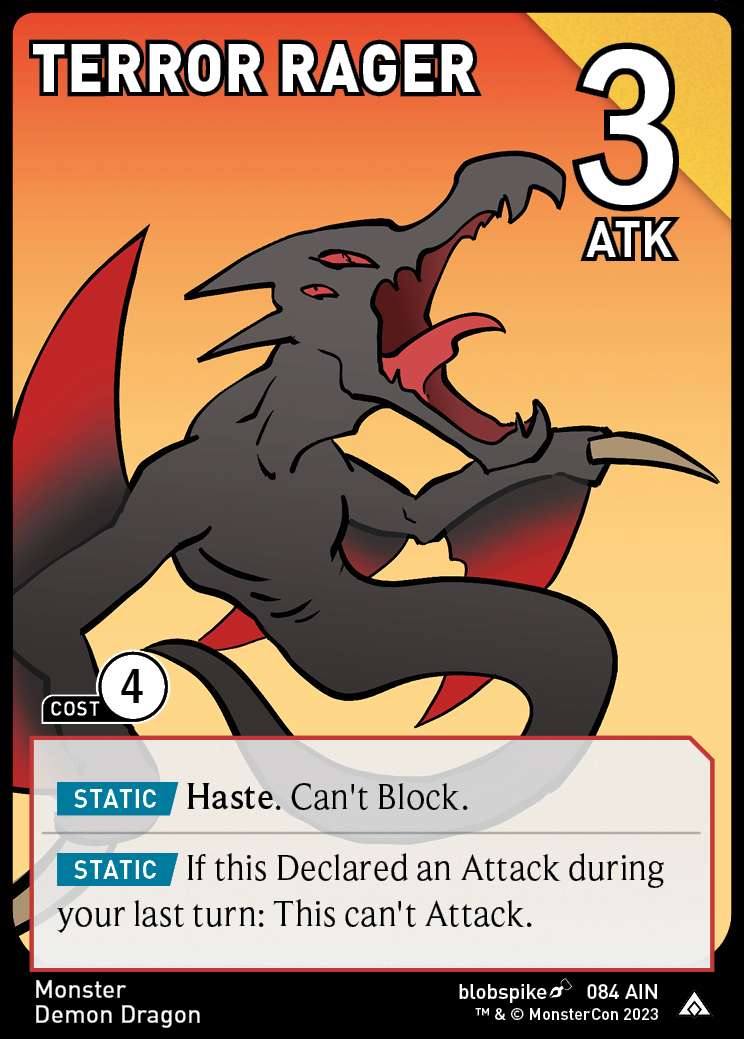 TERROR RAGER
3
ATK
COST 4
STATIC Haste. Can't Block.
STATIC If this Declared an Attack during
your last turn: This can't Attack.
Monster
Demon Dragon
blobspike 084 AIN
™ & © MonsterCon 2023